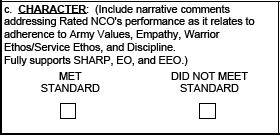 c. CHARACTER: (Include narrative comments
addressing Rated NCO's performance as it relates to
adherence to Army Values, Empathy, Warrior
Ethos/Service Ethos, and Discipline.
Fully supports SHARP, EO, and EEO.)
MET DID NOT MEET
STANDARD STANDARD